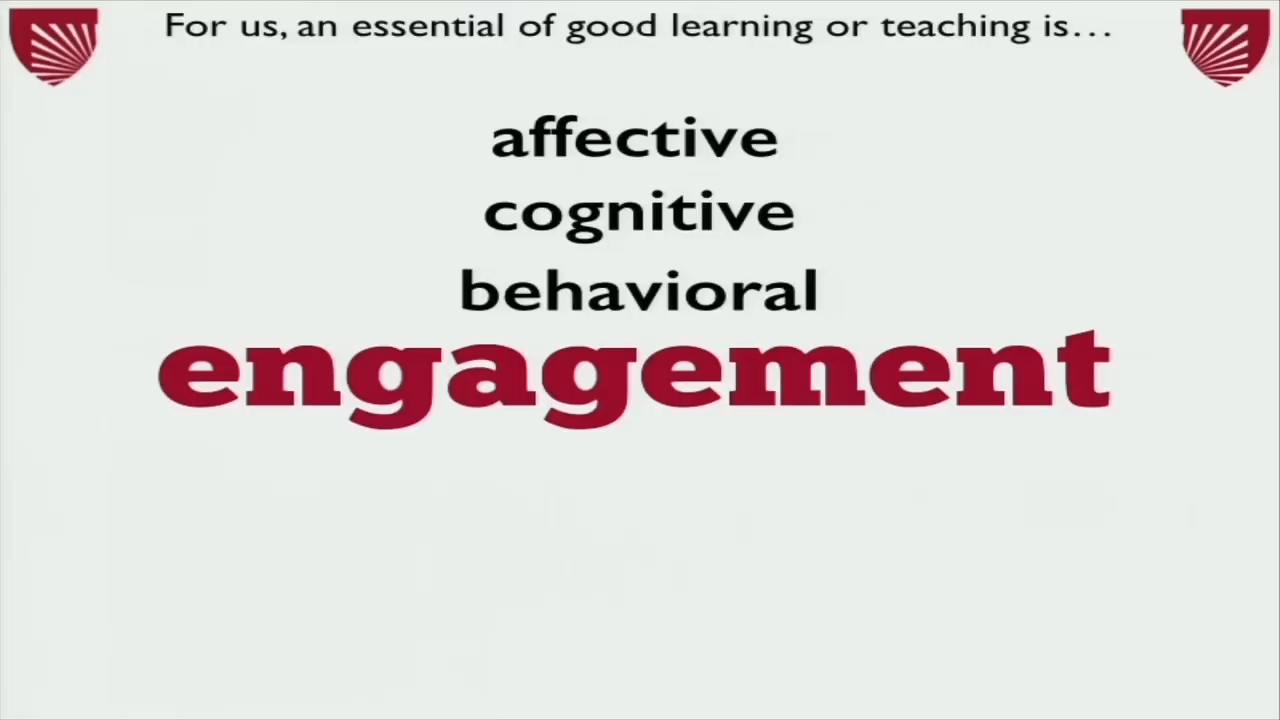 For us, an essential of good learning or teaching is…
affective
cognitive
behavioral
engagement